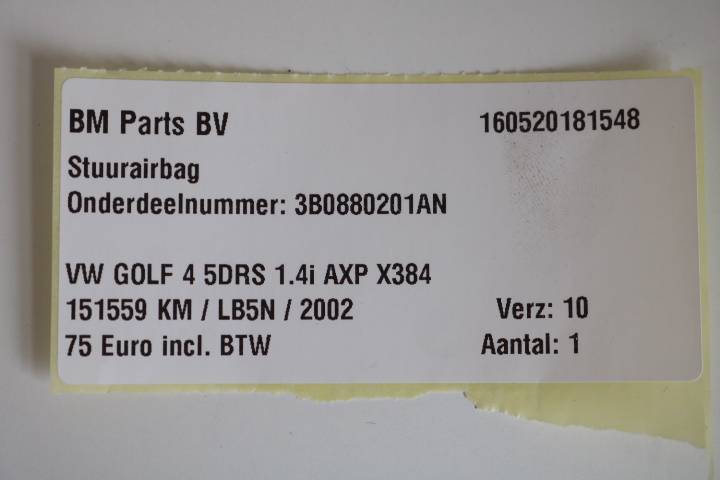 BM Parts BV 160520181548
Stuurairbag
Onderdeelnummer: 3B0880201AN
VW GOLF 4 5DRS 1.4i AXP X384
151559 KM / LB5N / 2002 Verz: 10
75 Euro incl. BTW Aantal: 1